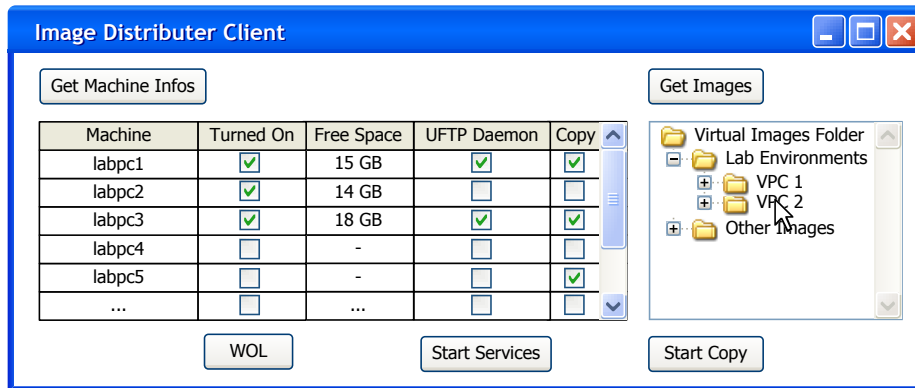 Image Distributer Client
Get Machine Infos
Get Images
Machine Turned On Free Space UFTP Daemon Copy
labpc1 15 GB
labpc2 14 GB
labpc3 18 GB
labpc4 -
labpc5 -
... ...
Virtual Images Folder
Lab Environments
VPC 1
VPC 2
Other Images
WOL
Start Services
Start Copy